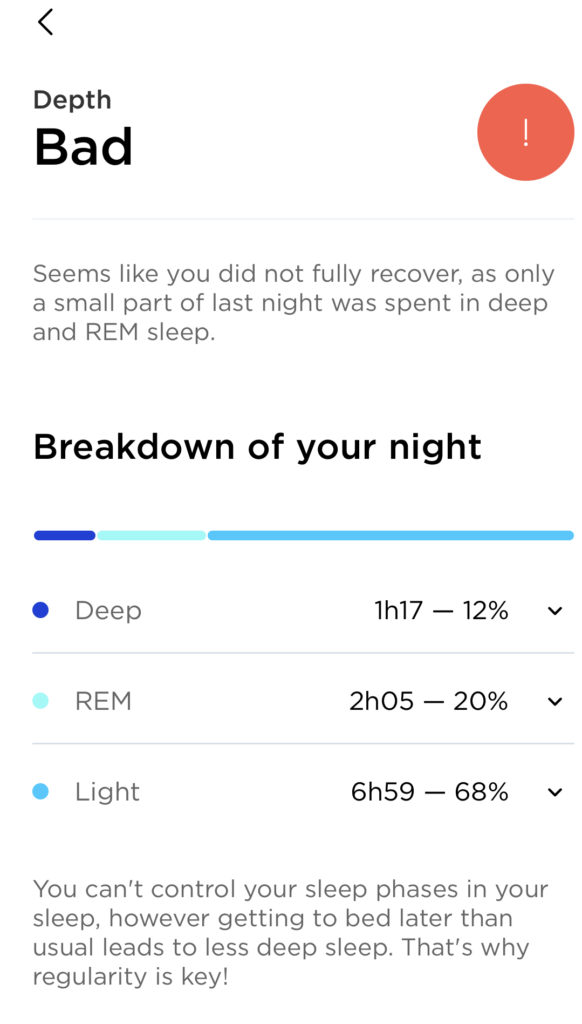 Depth
Bad
!
Seems like you did not fully recover, as only
a small part of last night was spent in deep
and REM sleep.
Breakdown of your night
Deep 1h17 — 12%
REM 2h05 — 20%
Light 6h59 — 68%
You can't control your sleep phases in your
sleep, however getting to bed later than
usual leads to less deep sleep. That's why
regularity is key!